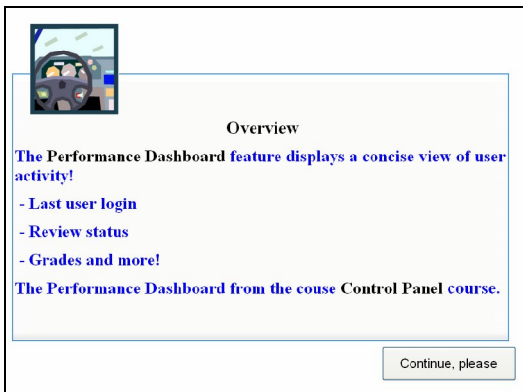 Overview
The Performance Dashboard feature displays a concise view of user
activity!
- Last user login
- Review status
- Grades and more!
The Performance Dashboard from the couse Control Panel course.
Continue, please